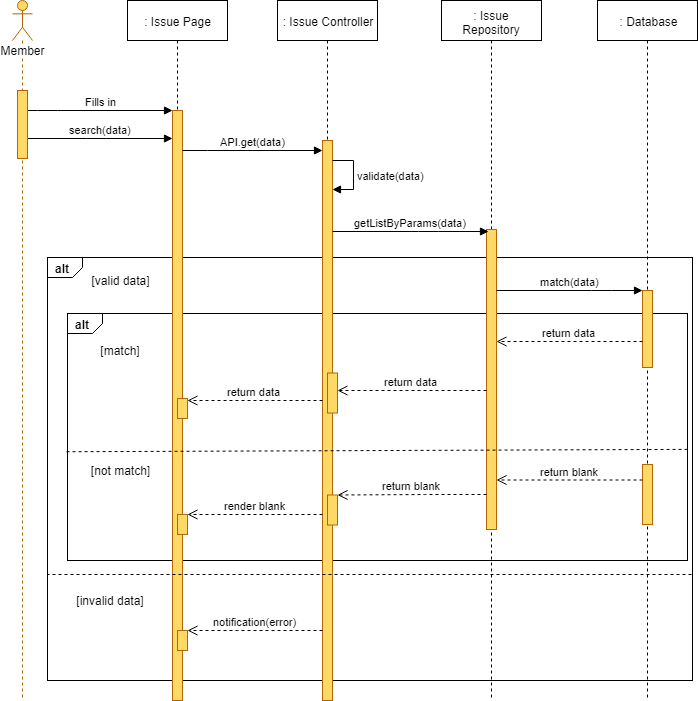 Member
: Issue Page
: Issue Controller
: Issue
Repository
: Database
Fills in
search(data)
API.get(data)
validate(data)
getListByParams(data)
alt
[valid data]
match(data)
alt
[match]
return data
return data
return data
[not match]
return blank
return blank
render blank
[invalid data]
notification(error)